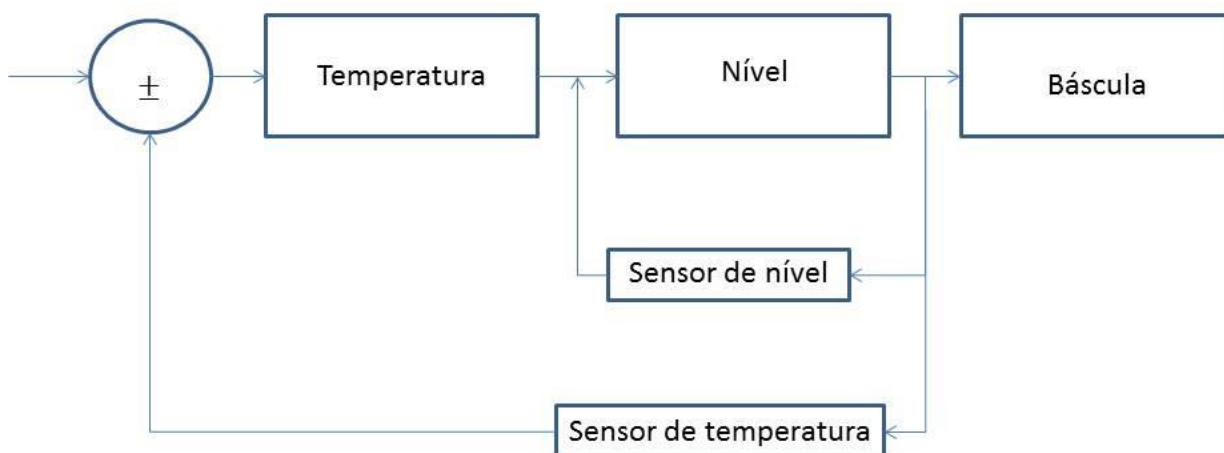 ±
Temperatura
Nível
Báscula
Sensor de nível
Sensor de temperatura